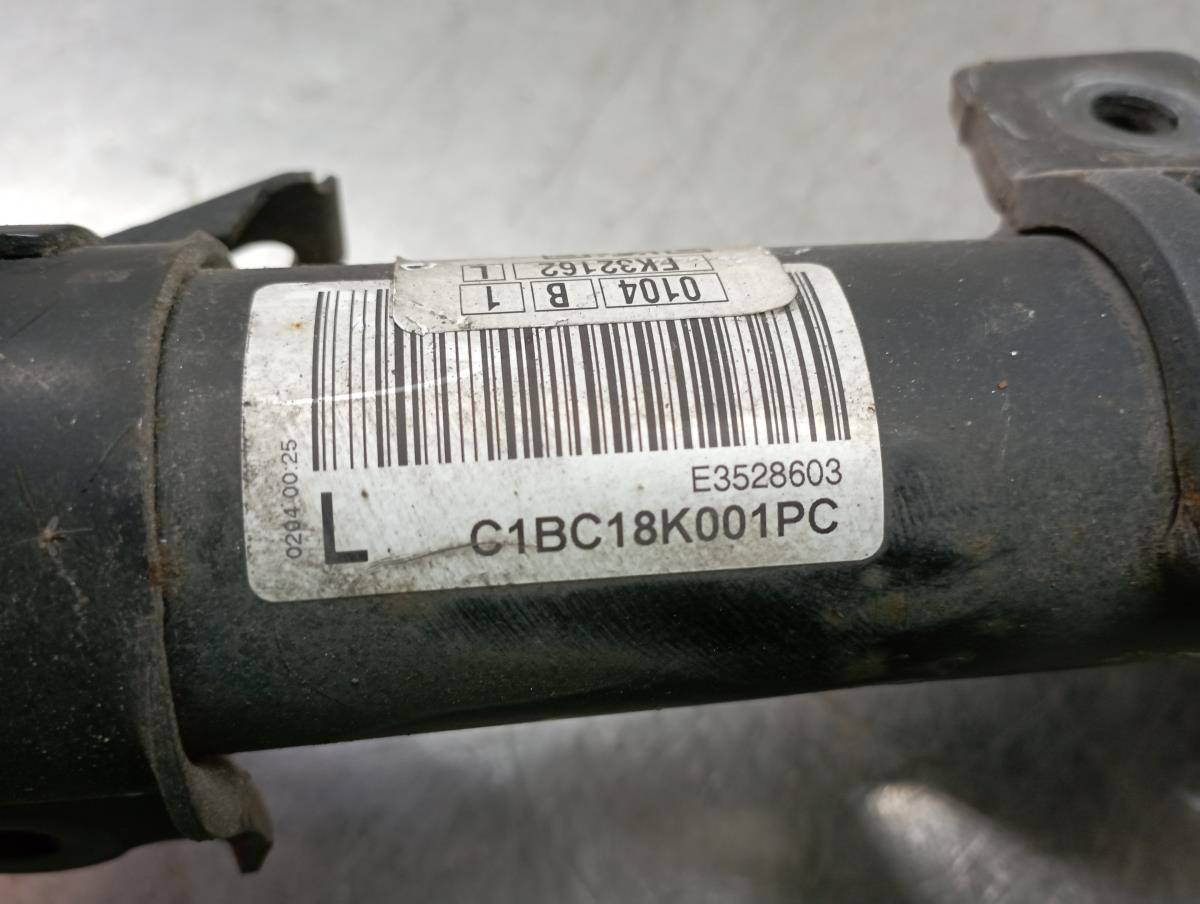 FK32162 L
0104 B 1
0204 00:25
E3528603
L C1BC18K001PC